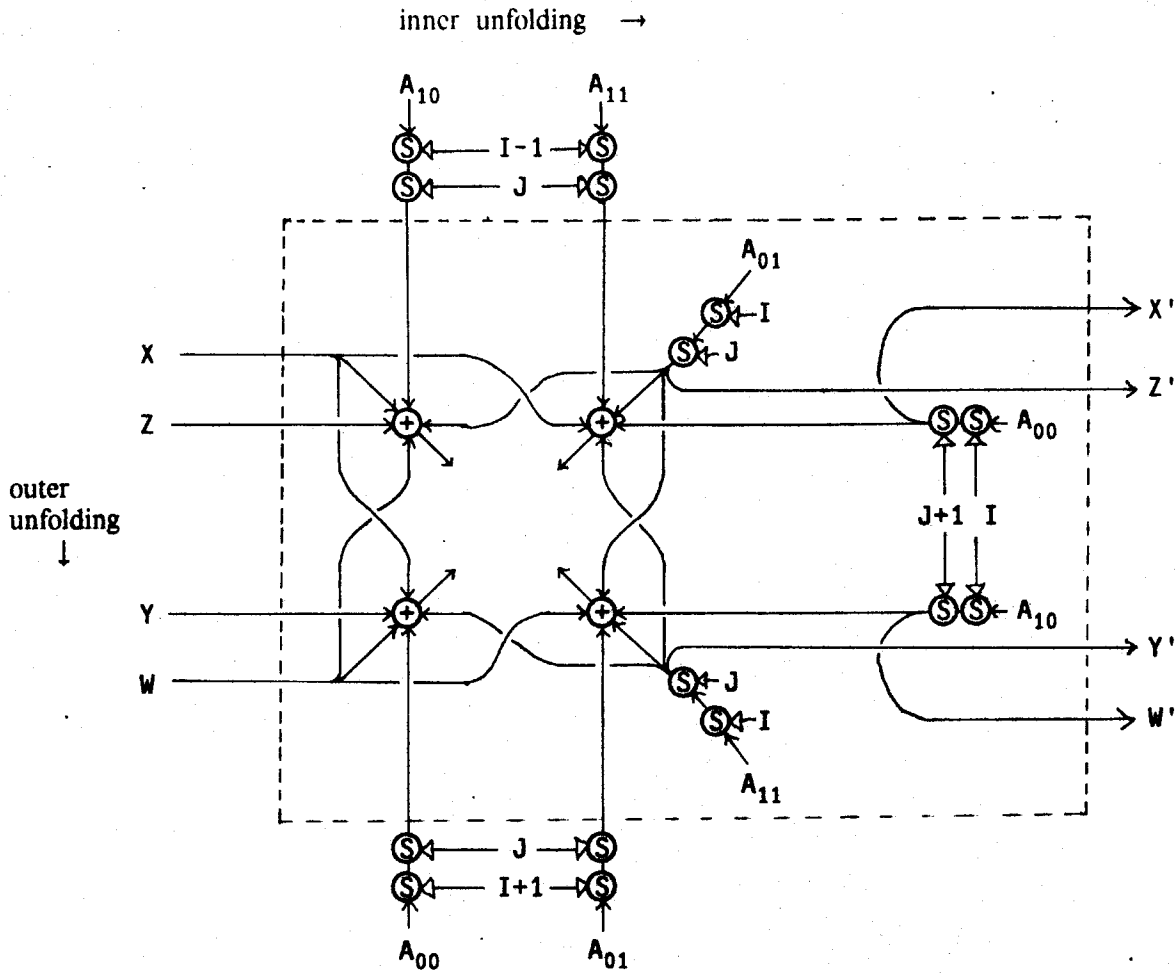 inner unfolding →
A10 A11
S I-1 S
S J S
A01
S I
X'
X
S J
Z'
Z + + S S A00
outer
unfolding
↓
J+1 I
Y + + S S A10
Y'
W
S J
W'
S I
A11
S J S
S I+1 S
A00 A01